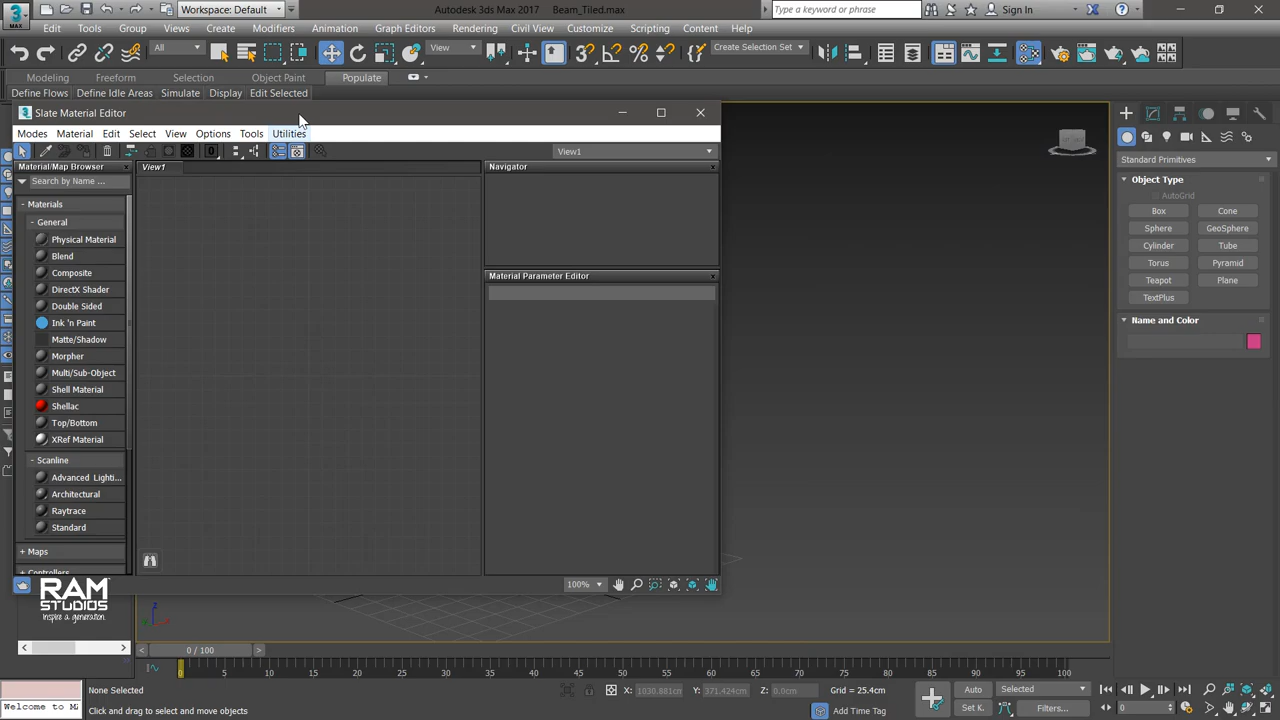 Workspace: Default
Autodesk 3ds Max 2017 Beam_Tiled.max
Type a keyword or phrase
Sign In
Edit Tools Group Views Create Modifiers Animation Graph Editors Rendering Civil View Customize Scripting Content Help
All
View
Create Selection Set
Modeling Freeform Selection Object Paint Populate
Define Flows Define Idle Areas Simulate Display Edit Selected
Slate Material Editor
Modes Material Edit Select View Options Tools Utilities
View1
Material/Map Browser
View1
Navigator
Search by Name ...
- Materials
- General
Physical Material
Blend
Composite
DirectX Shader
Double Sided
Ink 'n Paint
Matte/Shadow
Morpher
Multi/Sub-Object
Shell Material
Shellac
Top/Bottom
XRef Material
- Scanline
Advanced Lighti...
Architectural
Raytrace
Standard
+ Maps
+ Controllers
Material Parameter Editor
100%
Standard Primitives
Object Type
AutoGrid
Box Cone
Sphere GeoSphere
Cylinder Tube
Torus Pyramid
Teapot Plane
TextPlus
Name and Color
RAM
STUDIOS
Inspire a generation
0 / 100
0 5 10 15 20 25 30 35 40 45 50 55 60 65 70 75 80 85 90 95 100
None Selected
X: 1030.881cm Y: 371.424cm Z: 0.0cm Grid = 25.4cm
Auto Selected
Welcome to MA
Click and drag to select and move objects
Add Time Tag
Set K. Filters...
0